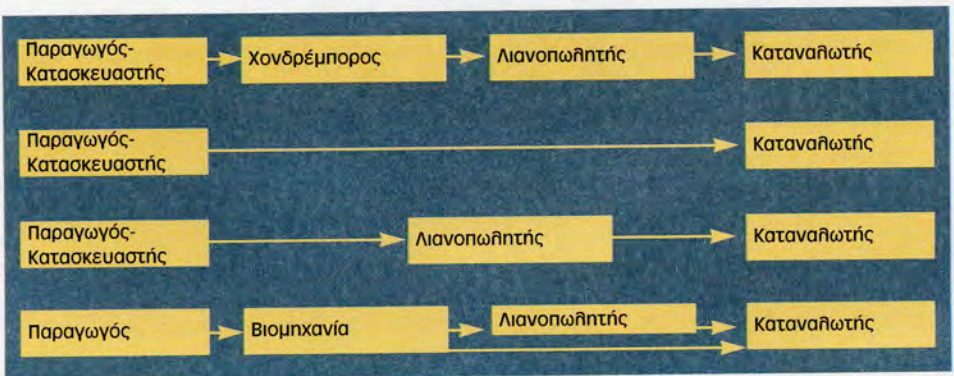 Παραγωγός-
Κατασκευαστής
Χονδρέμπορος
Λιανοπωλητής
Καταναλωτής
Παραγωγός-
Κατασκευαστής
Καταναλωτής
Παραγωγός-
Κατασκευαστής
Λιανοπωλητής
Καταναλωτής
Παραγωγός
Βιομηχανία
Λιανοπωλητής
Καταναλωτής